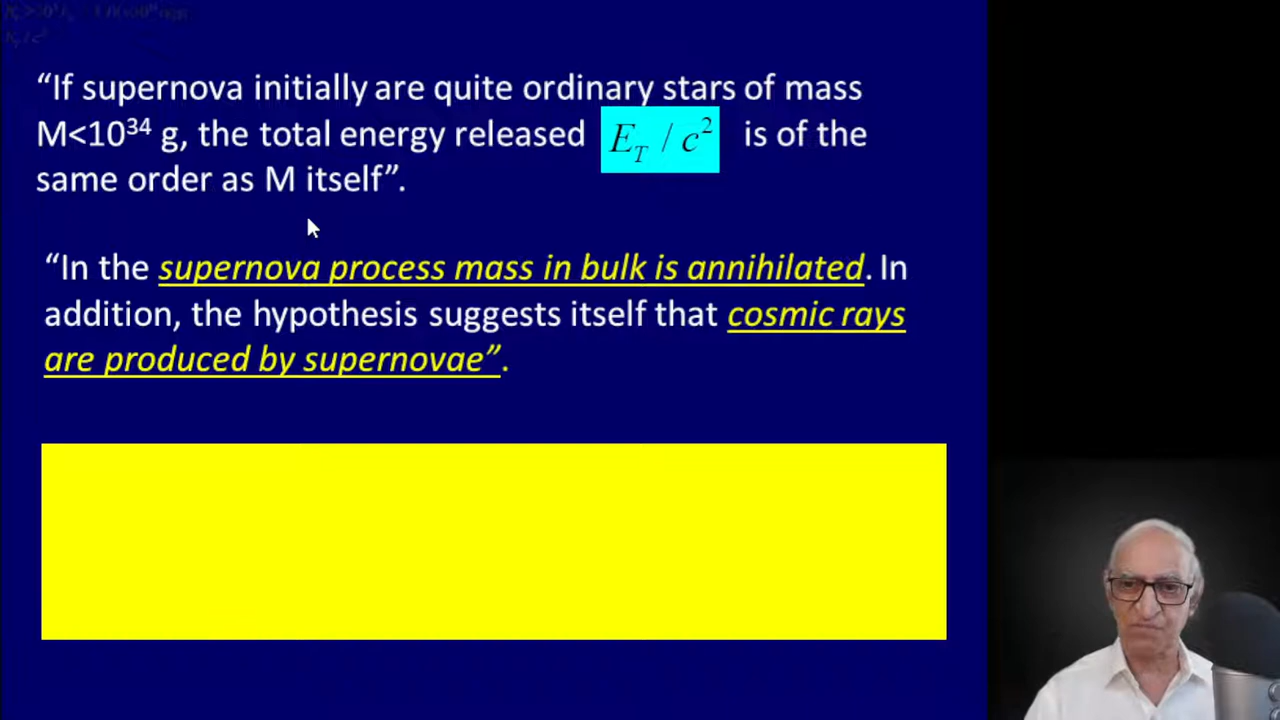 “If supernova initially are quite ordinary stars of mass
M<10³⁴ g, the total energy released E_T / c² is of the
same order as M itself”.
“In the supernova process mass in bulk is annihilated. In
addition, the hypothesis suggests itself that cosmic rays
are produced by supernovae”.